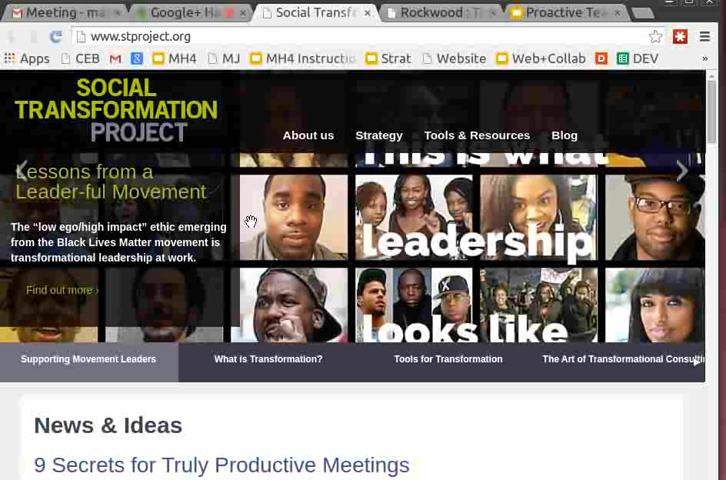 Meeting - ma
Google+ Ha
Social Transf
Rockwood : T
Proactive Te
www.stproject.org
Apps CEB MH4 MJ MH4 Instructio Strat Website Web+Collab D DEV »
SOCIAL
TRANSFORMATION
PROJECT
About us Strategy Tools & Resources Blog
This is what
Lessons from a
Leader-ful Movement
The “low ego/high impact” ethic emerging
from the Black Lives Matter movement is
transformational leadership at work.
leadership
Find out more ›
looks like
Supporting Movement Leaders What is Transformation? Tools for Transformation The Art of Transformational Consulti
News & Ideas
9 Secrets for Truly Productive Meetings